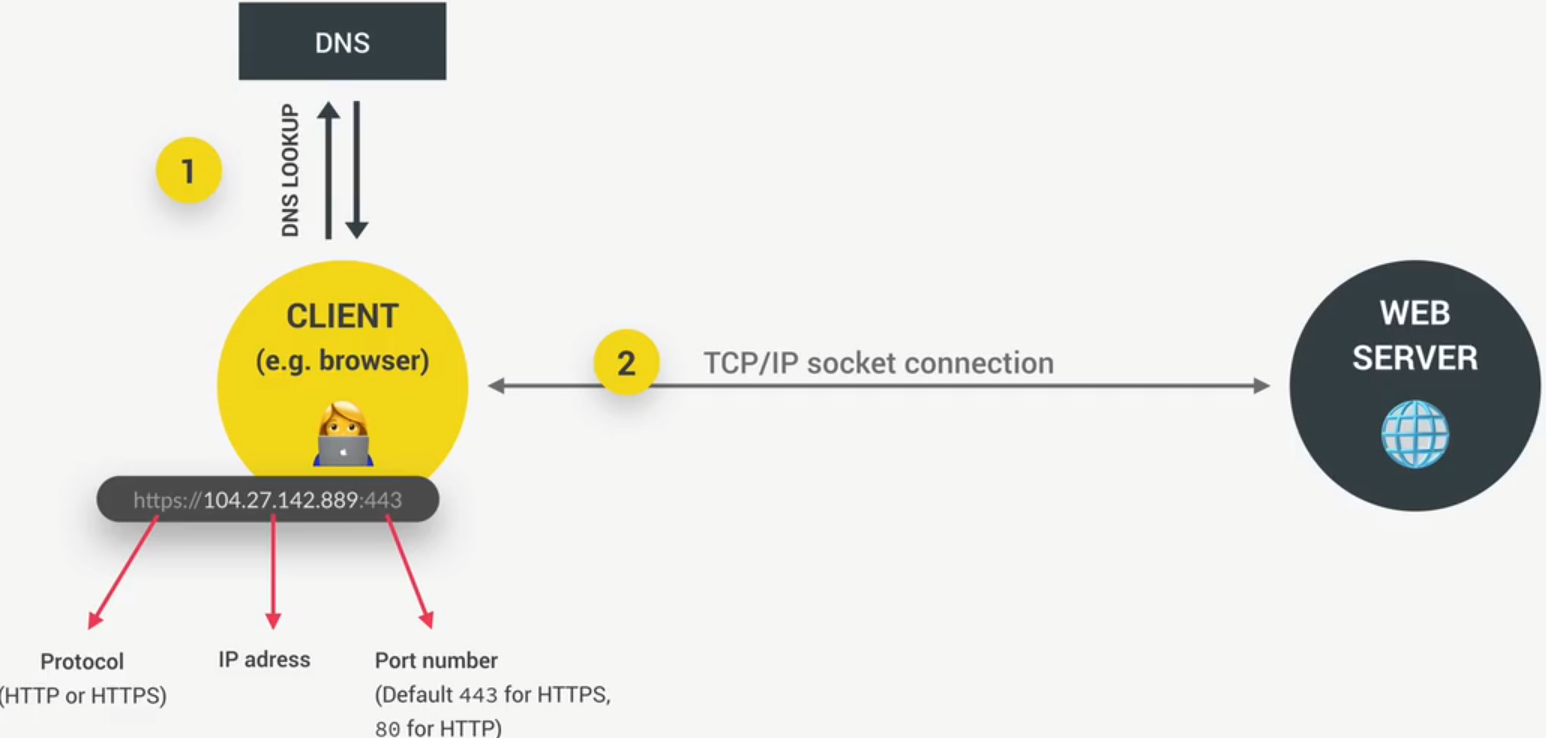 DNS
DNS LOOKUP
1
CLIENT
(e.g. browser)
2
TCP/IP socket connection
WEB
SERVER
https://104.27.142.889:443
Protocol
(HTTP or HTTPS)
IP adress
Port number
(Default 443 for HTTPS,
80 for HTTP)